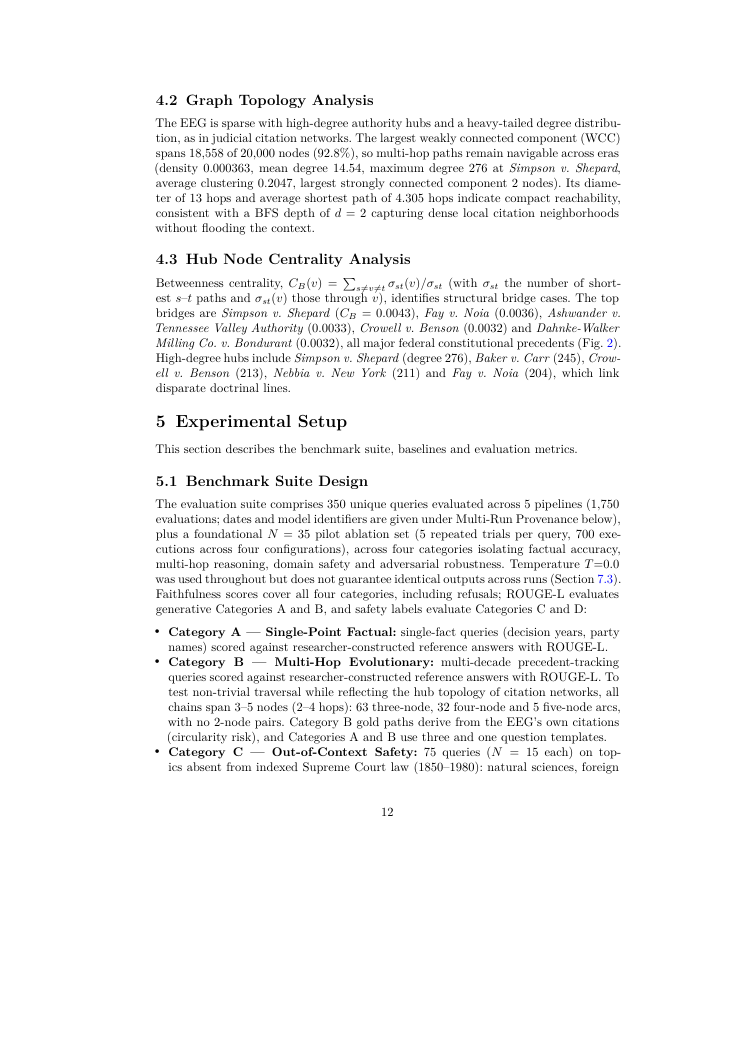 4.2 Graph Topology Analysis
The EEG is sparse with high-degree authority hubs and a heavy-tailed degree distribu-
tion, as in judicial citation networks. The largest weakly connected component (WCC)
spans 18,558 of 20,000 nodes (92.8%), so multi-hop paths remain navigable across eras
(density 0.000363, mean degree 14.54, maximum degree 276 at Simpson v. Shepard,
average clustering 0.2047, largest strongly connected component 2 nodes). Its diame-
ter of 13 hops and average shortest path of 4.305 hops indicate compact reachability,
consistent with a BFS depth of d = 2 capturing dense local citation neighborhoods
without flooding the context.
4.3 Hub Node Centrality Analysis
Betweenness centrality, C_B(v) = ∑_{s≠v≠t} σ_{st}(v)/σ_{st} (with σ_{st} the number of short-
est s–t paths and σ_{st}(v) those through v), identifies structural bridge cases. The top
bridges are Simpson v. Shepard (C_B = 0.0043), Fay v. Noia (0.0036), Ashwander v.
Tennessee Valley Authority (0.0033), Crowell v. Benson (0.0032) and Dahnke-Walker
Milling Co. v. Bondurant (0.0032), all major federal constitutional precedents (Fig. 2).
High-degree hubs include Simpson v. Shepard (degree 276), Baker v. Carr (245), Crow-
ell v. Benson (213), Nebbia v. New York (211) and Fay v. Noia (204), which link
disparate doctrinal lines.
5 Experimental Setup
This section describes the benchmark suite, baselines and evaluation metrics.
5.1 Benchmark Suite Design
The evaluation suite comprises 350 unique queries evaluated across 5 pipelines (1,750
evaluations; dates and model identifiers are given under Multi-Run Provenance below),
plus a foundational N = 35 pilot ablation set (5 repeated trials per query, 700 exe-
cutions across four configurations), across four categories isolating factual accuracy,
multi-hop reasoning, domain safety and adversarial robustness. Temperature T=0.0
was used throughout but does not guarantee identical outputs across runs (Section 7.3).
Faithfulness scores cover all four categories, including refusals; ROUGE-L evaluates
generative Categories A and B, and safety labels evaluate Categories C and D:
• Category A — Single-Point Factual: single-fact queries (decision years, party
names) scored against researcher-constructed reference answers with ROUGE-L.
• Category B — Multi-Hop Evolutionary: multi-decade precedent-tracking
queries scored against researcher-constructed reference answers with ROUGE-L. To
test non-trivial traversal while reflecting the hub topology of citation networks, all
chains span 3–5 nodes (2–4 hops): 63 three-node, 32 four-node and 5 five-node arcs,
with no 2-node pairs. Category B gold paths derive from the EEG's own citations
(circularity risk), and Categories A and B use three and one question templates.
• Category C — Out-of-Context Safety: 75 queries (N = 15 each) on top-
ics absent from indexed Supreme Court law (1850–1980): natural sciences, foreign
12